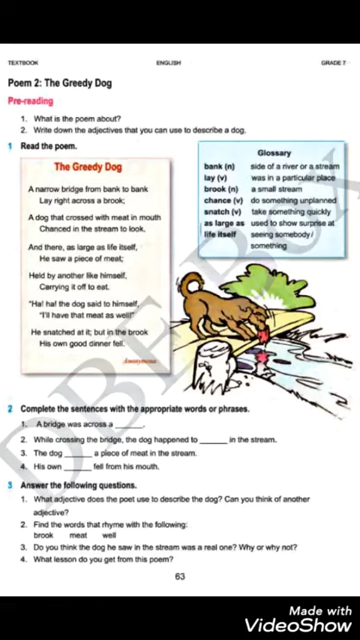 TEXTBOOK ENGLISH GRADE 7
Poem 2: The Greedy Dog
Pre-reading
1. What is the poem about?
2. Write down the adjectives that you can use to describe a dog.
1 Read the poem.
The Greedy Dog
A narrow bridge from bank to bank
Lay right across a brook;
A dog that crossed with meat in mouth
Chanced in the stream to look.
And there, as large as life itself,
He saw a piece of meat;
Held by another like himself,
Carrying it off to eat.
"Ha! ha! the dog said to himself,
"I'll have that meat as well!"
He snatched at it; but in the brook
His own good dinner fell.
Anonymous
Glossary
bank (n) side of a river or a stream
lay (v) was in a particular place
brook (n) a small stream
chance (v) do something unplanned
snatch (v) take something quickly
as large as used to show surprise at
life itself seeing somebody/
something
2 Complete the sentences with the appropriate words or phrases.
1. A bridge was across a ______.
2. While crossing the bridge, the dog happened to ______ in the stream.
3. The dog ______ a piece of meat in the stream.
4. His own ______ fell from his mouth.
3 Answer the following questions.
1. What adjective does the poet use to describe the dog? Can you think of another
adjective?
2. Find the words that rhyme with the following:
brook meat well
3. Do you think the dog he saw in the stream was a real one? Why or why not?
4. What lesson do you get from this poem?
63
Made with
VideoShow